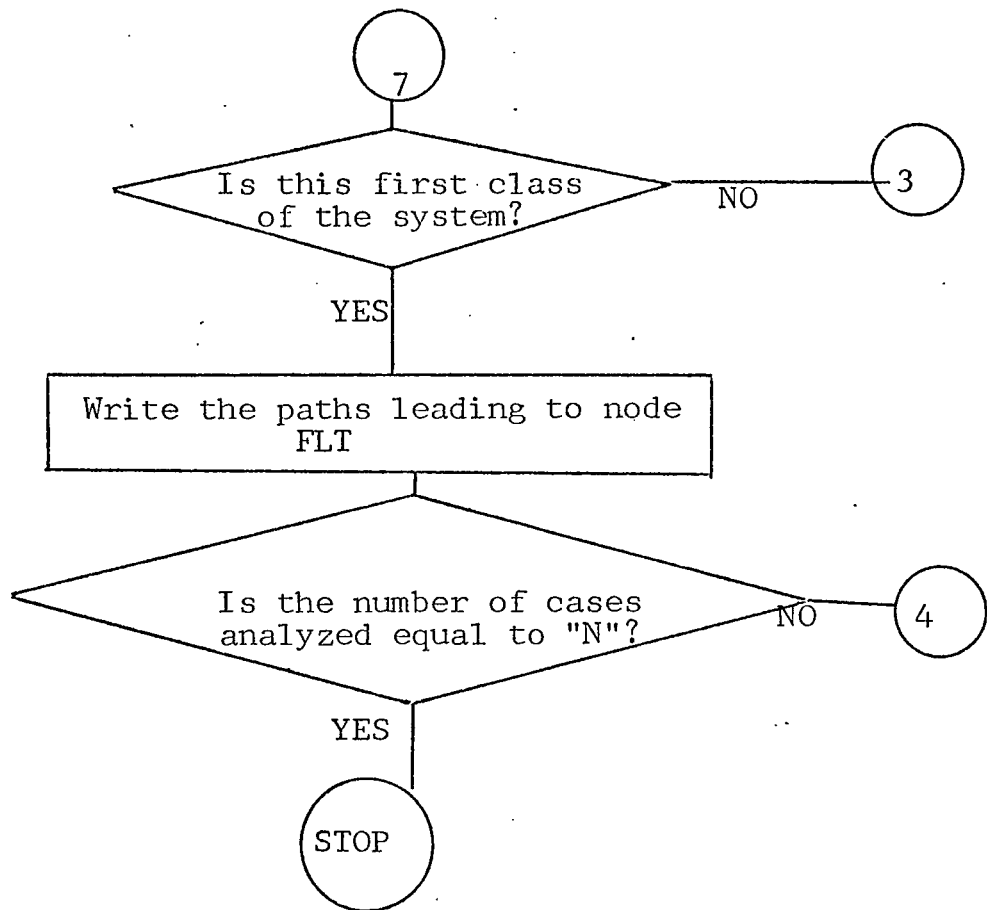 7
Is this first class
of the system?
NO
3
YES
Write the paths leading to node
FLT
Is the number of cases
analyzed equal to "N"?
NO
4
YES
STOP